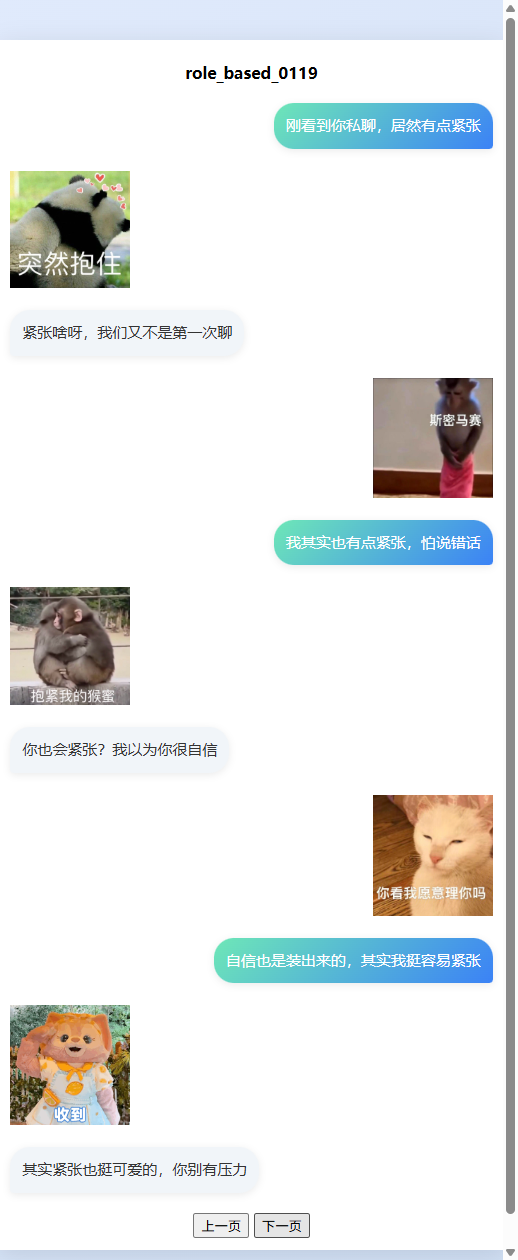 role_based_0119
刚看到你私聊，居然有点紧张
突然抱住
紧张啥呀，我们又不是第一次聊
斯密马赛
我其实也有点紧张，怕说错话
抱紧我的猴蜜
你也会紧张？我以为你很自信
你看我愿意理你吗
自信也是装出来的，其实我挺容易紧张
收到
其实紧张也挺可爱的，你别有压力
上一页 下一页